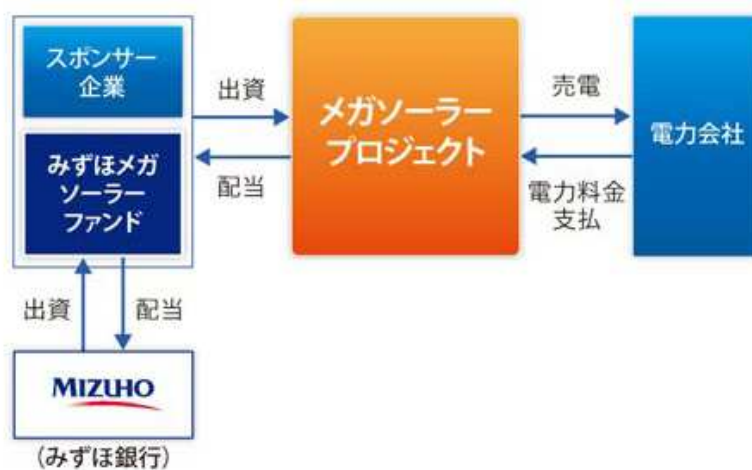 スポンサー
企業
出資
メガソーラー
プロジェクト
売電
電力会社
みずほメガ
ソーラー
ファンド
配当
電力料金
支払
出資
配当
MIZUHO
(みずほ銀行)